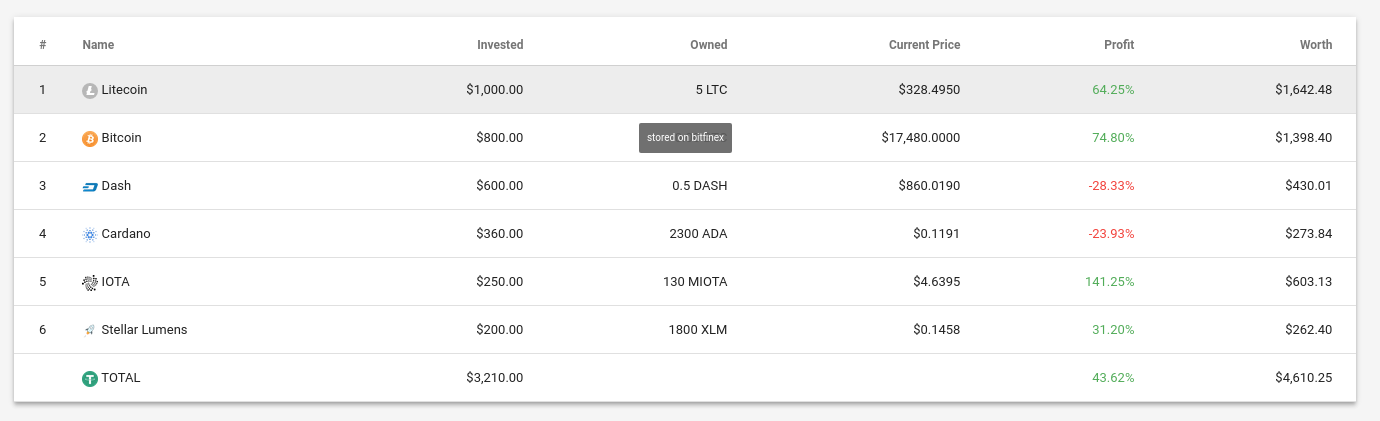 # Name Invested Owned Current Price Profit Worth
1 Litecoin $1,000.00 5 LTC $328.4950 64.25% $1,642.48
2 Bitcoin $800.00 stored on bitfinex $17,480.0000 74.80% $1,398.40
3 Dash $600.00 0.5 DASH $860.0190 -28.33% $430.01
4 Cardano $360.00 2300 ADA $0.1191 -23.93% $273.84
5 IOTA $250.00 130 MIOTA $4.6395 141.25% $603.13
6 Stellar Lumens $200.00 1800 XLM $0.1458 31.20% $262.40
TOTAL $3,210.00 43.62% $4,610.25